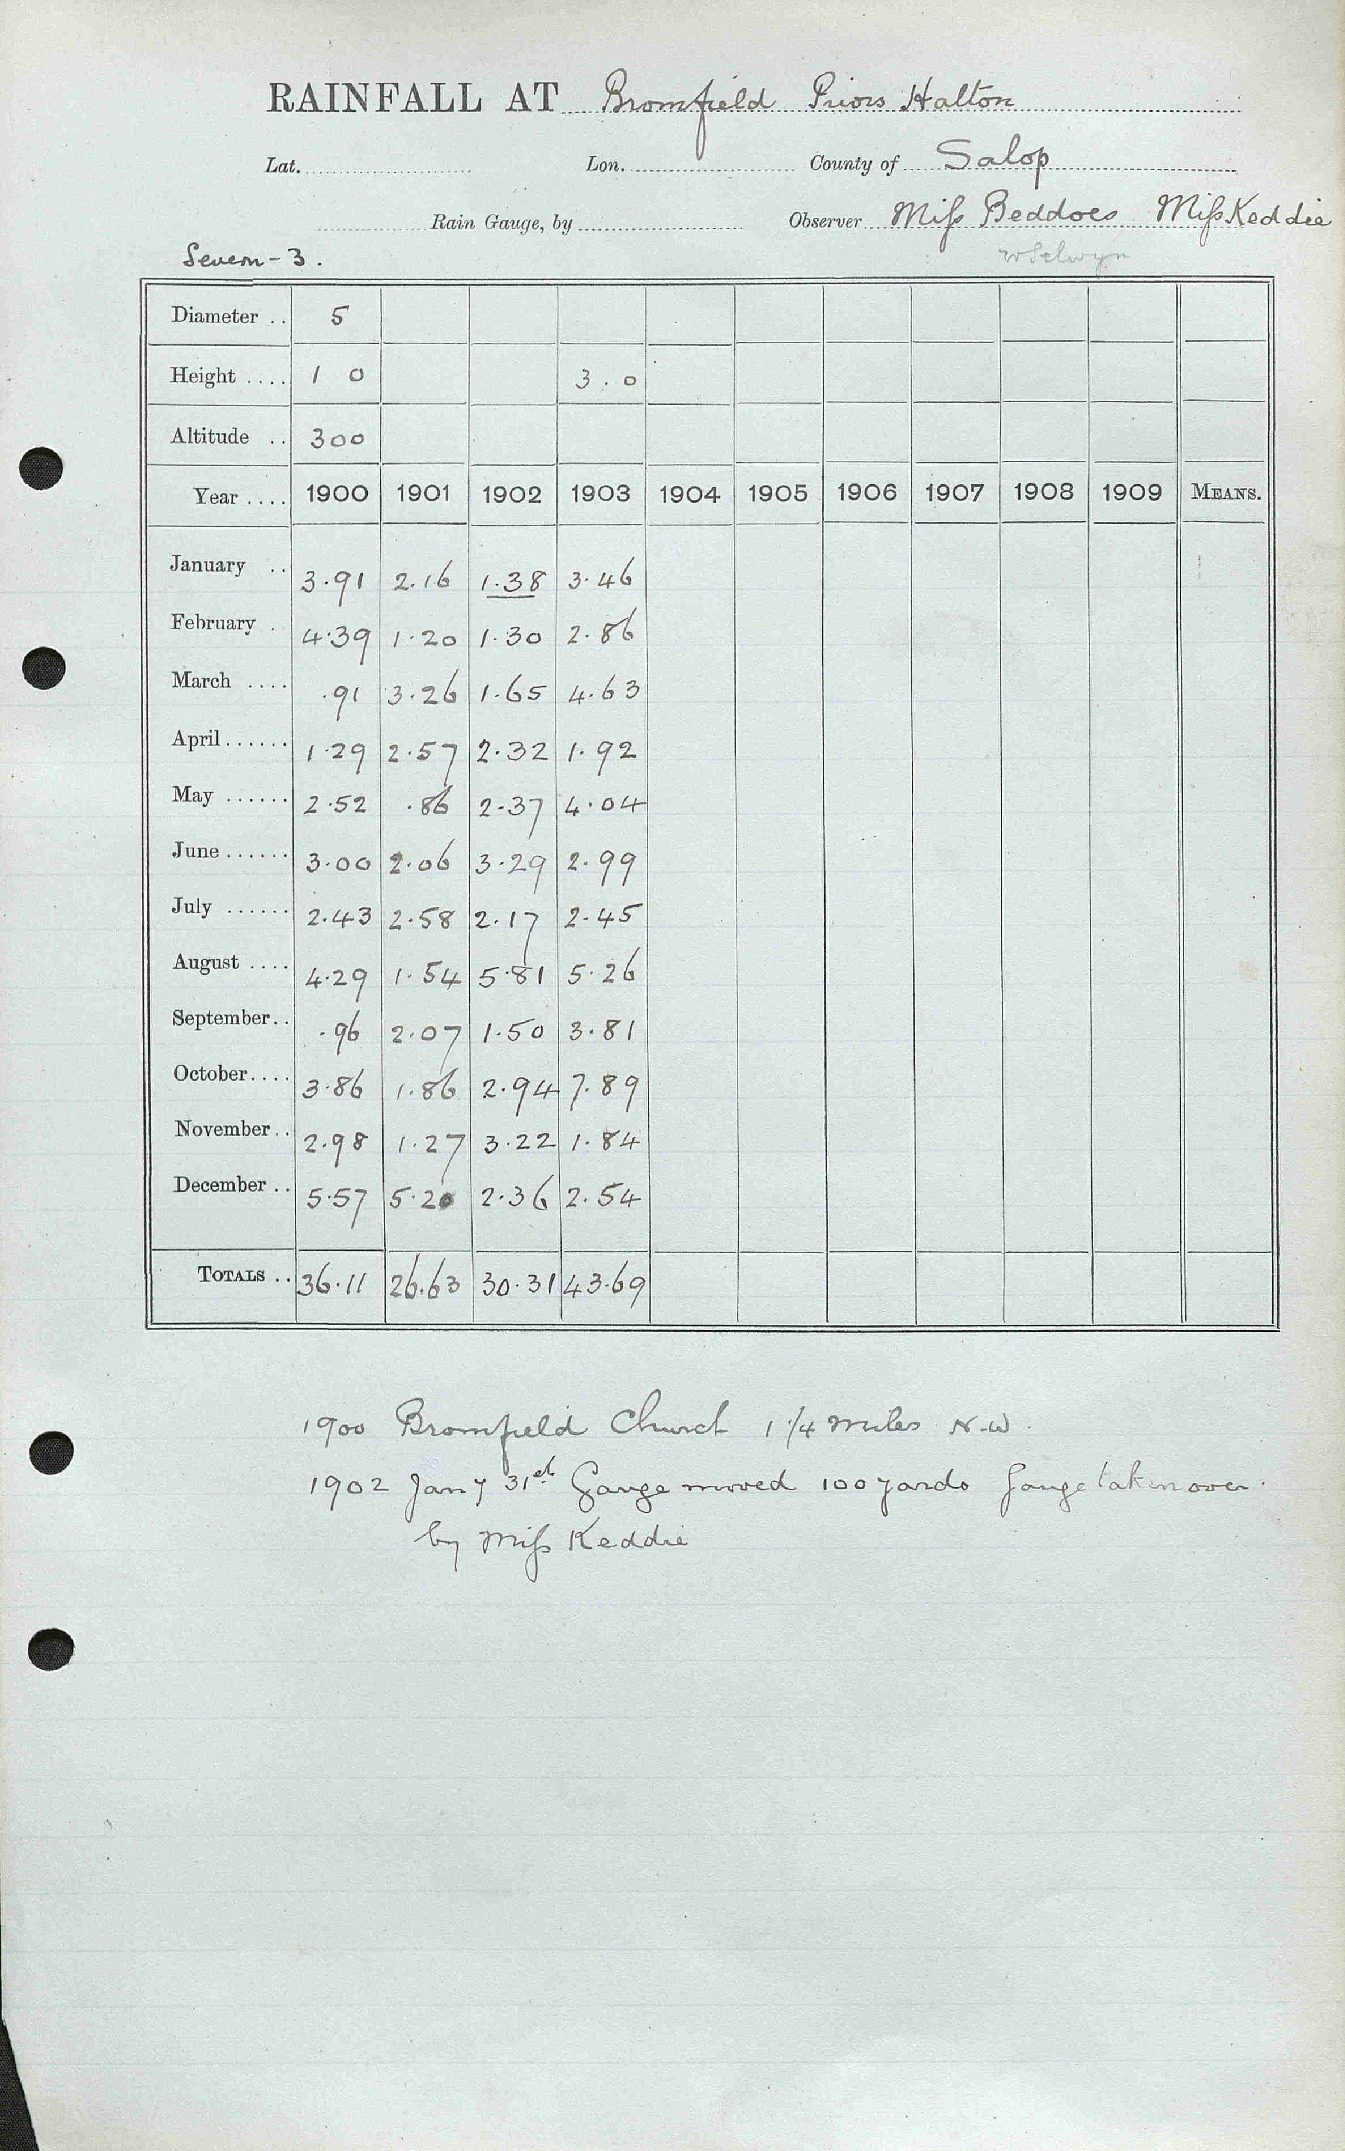 RAINFALL AT Bromfield Priors Halton
Lat. Lon. County of Salop
Rain Gauge, by Observer Miss Beddoes Miss Keddie
Severn - 3. W Selwyn
Diameter .. 5
Height .... 1 0 3.0
Altitude .. 300
Year .... 1900 1901 1902 1903 1904 1905 1906 1907 1908 1909 MEANS.
January .. 3.91 2.16 1.38 3.46
February . 4.39 1.20 1.30 2.86
March .... .91 3.26 1.65 4.63
April ...... 1.29 2.57 2.32 1.92
May ...... 2.52 .86 2.37 4.04
June ...... 3.00 2.06 3.29 2.99
July ...... 2.43 2.58 2.17 2.45
August .... 4.29 1.54 5.81 5.26
September .. .96 2.07 1.50 3.81
October .... 3.86 1.86 2.94 7.89
November .. 2.98 1.27 3.22 1.84
December .. 5.57 5.20 2.36 2.54
TOTALS .. 36.11 26.63 30.31 43.69
1900 Bromfield Church 1 1/4 miles N.W.
1902 Jany 31st Gauge moved 100 yards Gauge taken over
by Miss Keddie